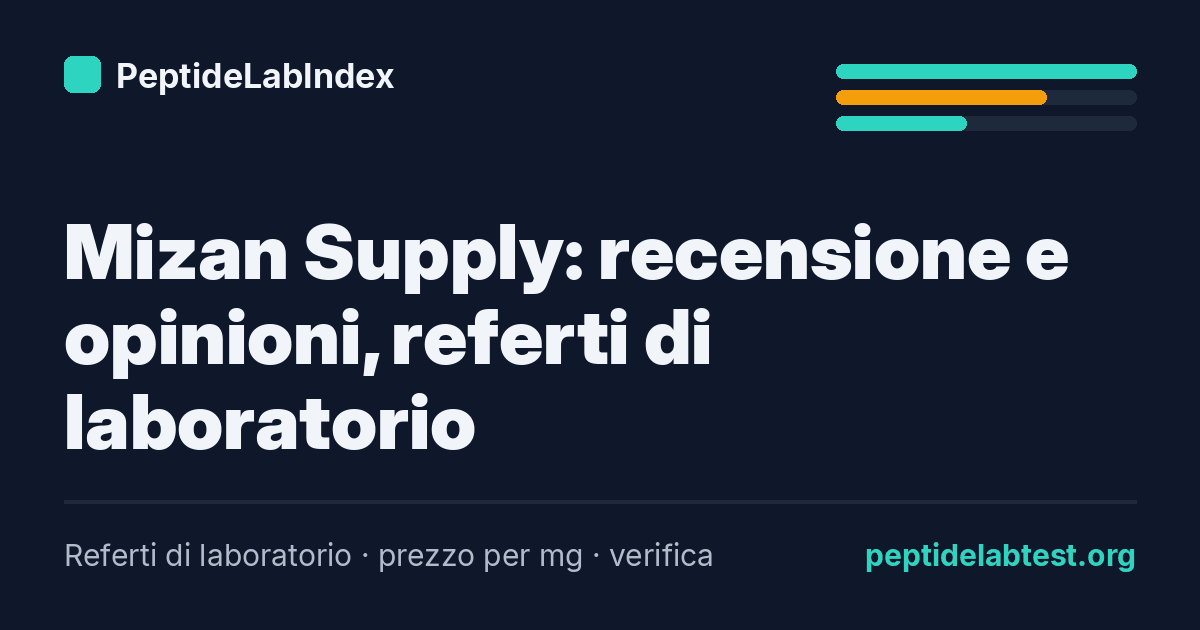 PeptideLabIndex
Mizan Supply: recensione e
opinioni, referti di
laboratorio
Referti di laboratorio · prezzo per mg · verifica
peptidelabtest.org